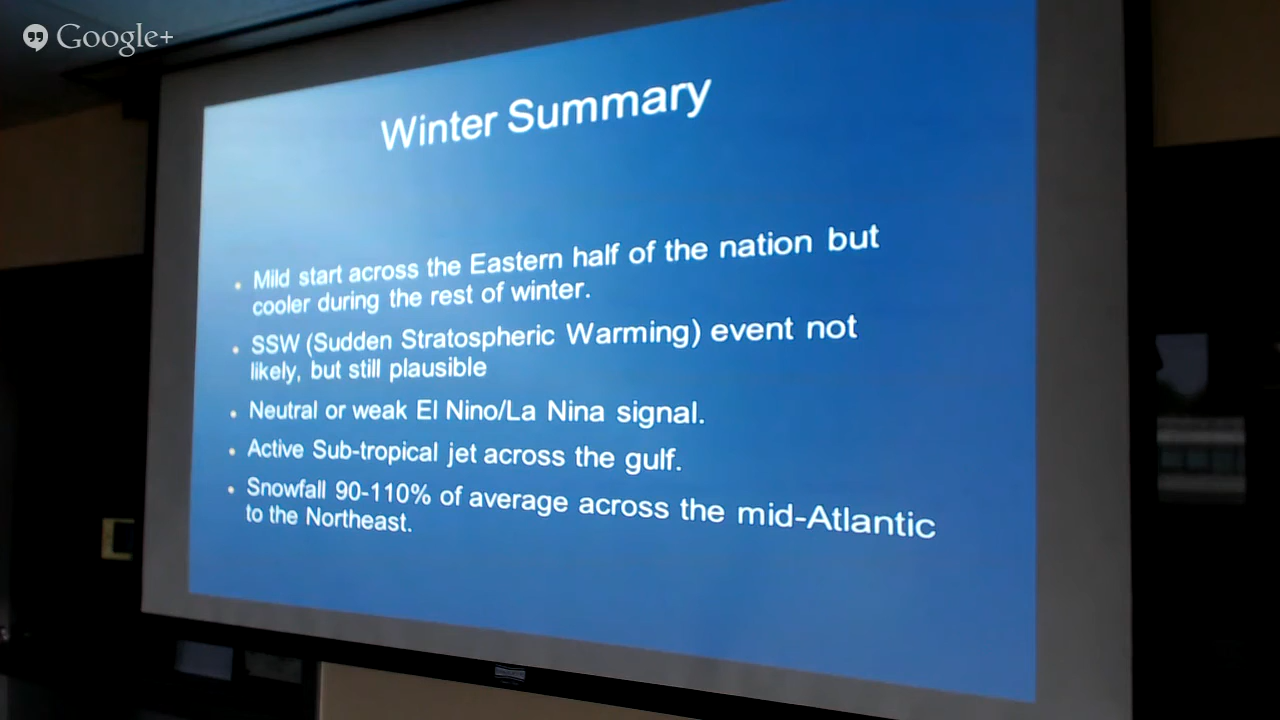 Google+
Winter Summary
• Mild start across the Eastern half of the nation but
cooler during the rest of winter.
• SSW (Sudden Stratospheric Warming) event not
likely, but still plausible
• Neutral or weak El Nino/La Nina signal.
• Active Sub-tropical jet across the gulf.
• Snowfall 90-110% of average across the mid-Atlantic
to the Northeast.